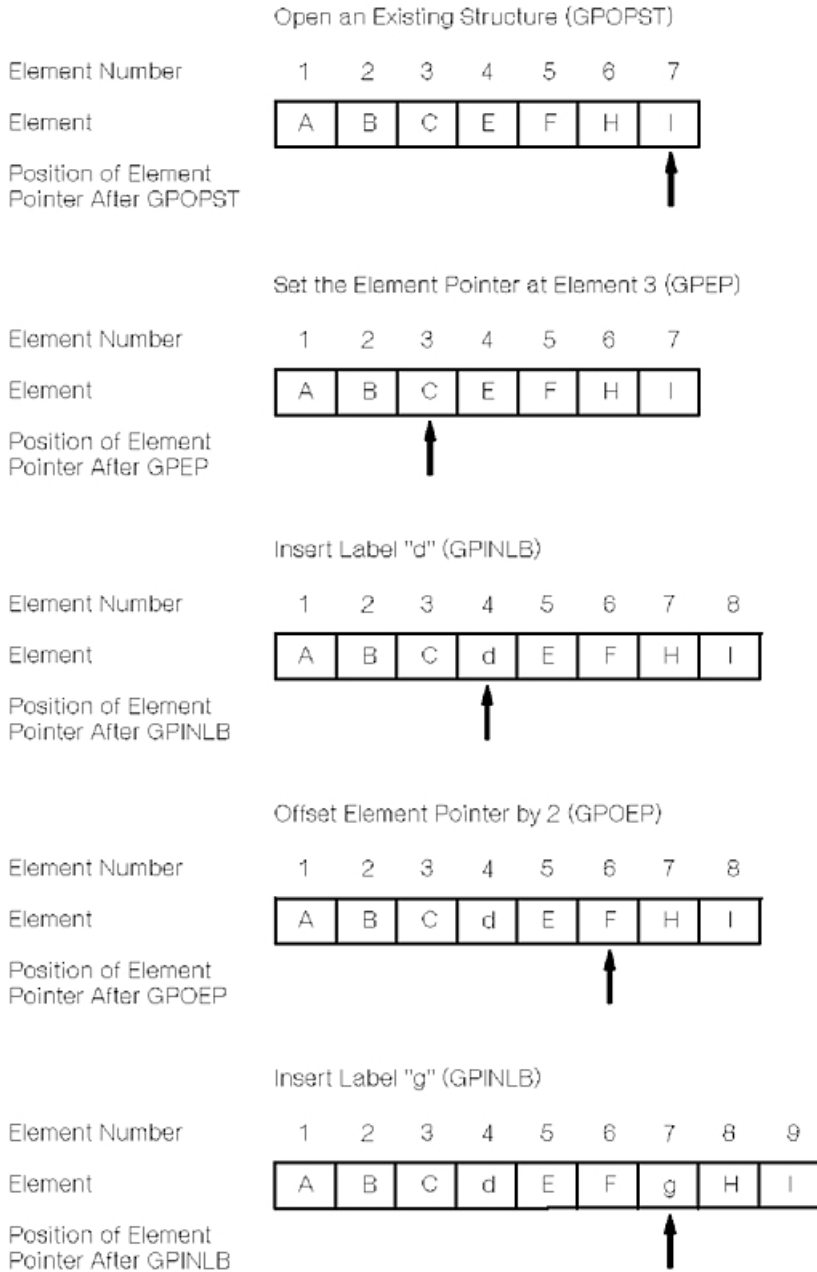 Open an Existing Structure (GPOPST)
Element Number 1 2 3 4 5 6 7
Element A B C E F H I
Position of Element
Pointer After GPOPST
Set the Element Pointer at Element 3 (GPEP)
Element Number 1 2 3 4 5 6 7
Element A B C E F H I
Position of Element
Pointer After GPEP
Insert Label "d" (GPINLB)
Element Number 1 2 3 4 5 6 7 8
Element A B C d E F H I
Position of Element
Pointer After GPINLB
Offset Element Pointer by 2 (GPOEP)
Element Number 1 2 3 4 5 6 7 8
Element A B C d E F H I
Position of Element
Pointer After GPOEP
Insert Label "g" (GPINLB)
Element Number 1 2 3 4 5 6 7 8 9
Element A B C d E F g H I
Position of Element
Pointer After GPINLB